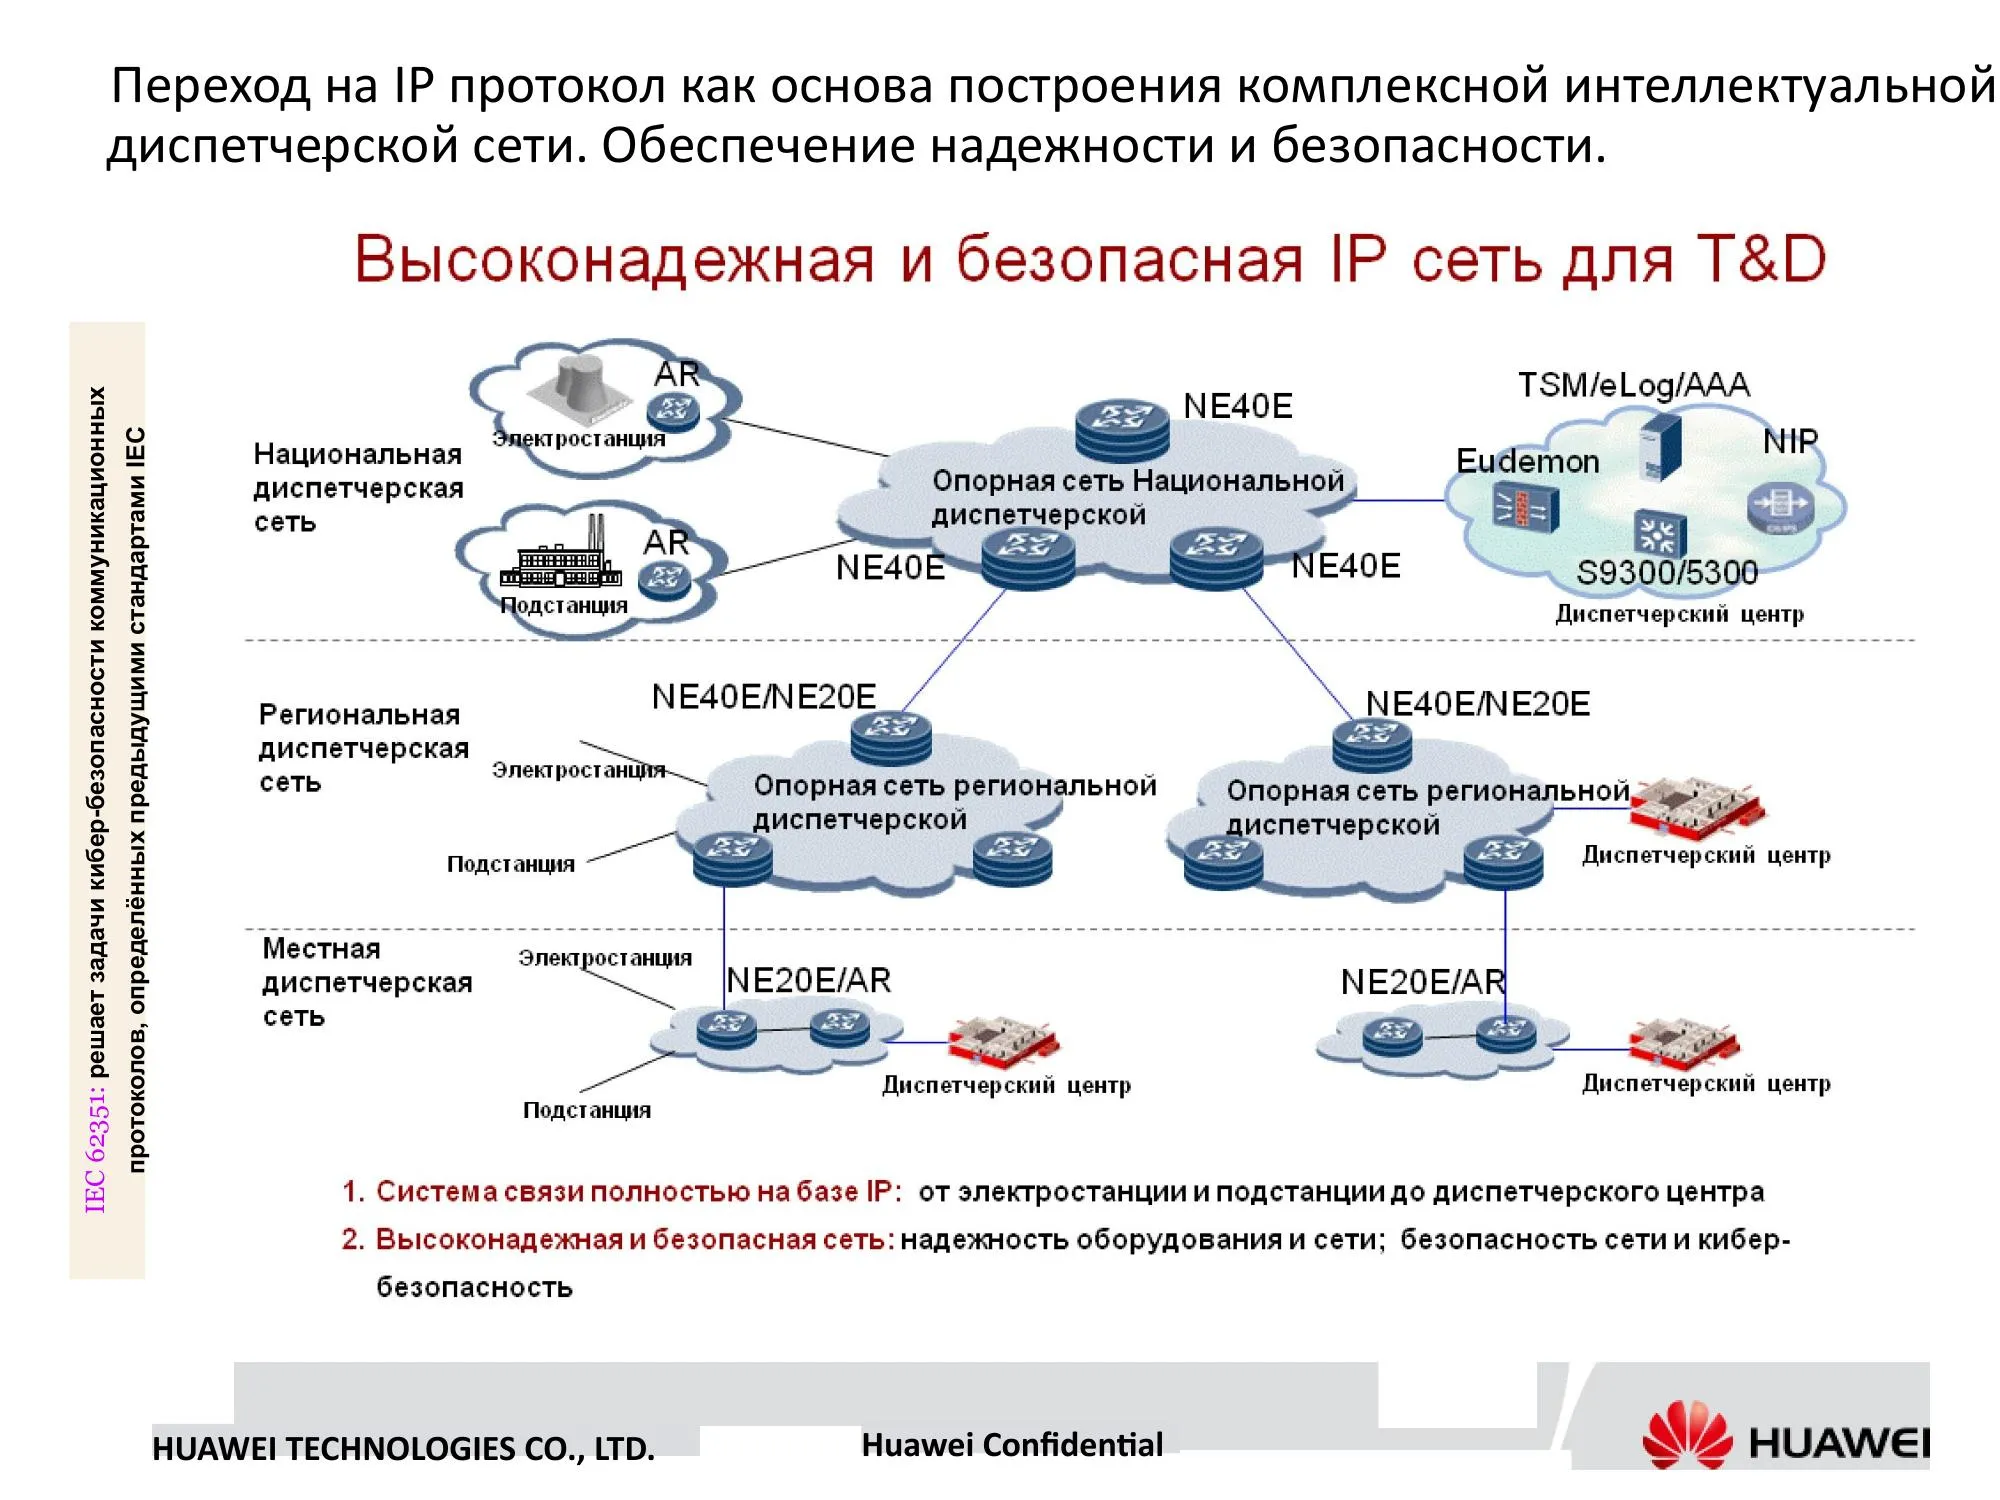 Переход на IP протокол как основа построения комплексной интеллектуальной
диспетчерской сети. Обеспечение надежности и безопасности.
Высоконадежная и безопасная IP сеть для T&D
IEC 62351: решает задачи кибер-безопасности коммуникационных
протоколов, определённых предыдущими стандартами IEC
Национальная
диспетчерская
сеть
AR
Электростанция
AR
Подстанция
NE40E
Опорная сеть Национальной
диспетчерской
NE40E
NE40E
TSM/eLog/AAA
Eudemon
NIP
S9300/5300
Диспетчерский центр
Региональная
диспетчерская
сеть
NE40E/NE20E
Электростанция
Подстанция
Опорная сеть региональной
диспетчерской
NE40E/NE20E
Опорная сеть региональной
диспетчерской
Диспетчерский центр
Местная
диспетчерская
сеть
Электростанция
NE20E/AR
Подстанция
Диспетчерский центр
NE20E/AR
Диспетчерский центр
1. Система связи полностью на базе IP: от электростанции и подстанции до диспетчерского центра
2. Высоконадежная и безопасная сеть: надежность оборудования и сети; безопасность сети и кибер-
безопасность
HUAWEI TECHNOLOGIES CO., LTD.
Huawei Confidential
HUAWEI